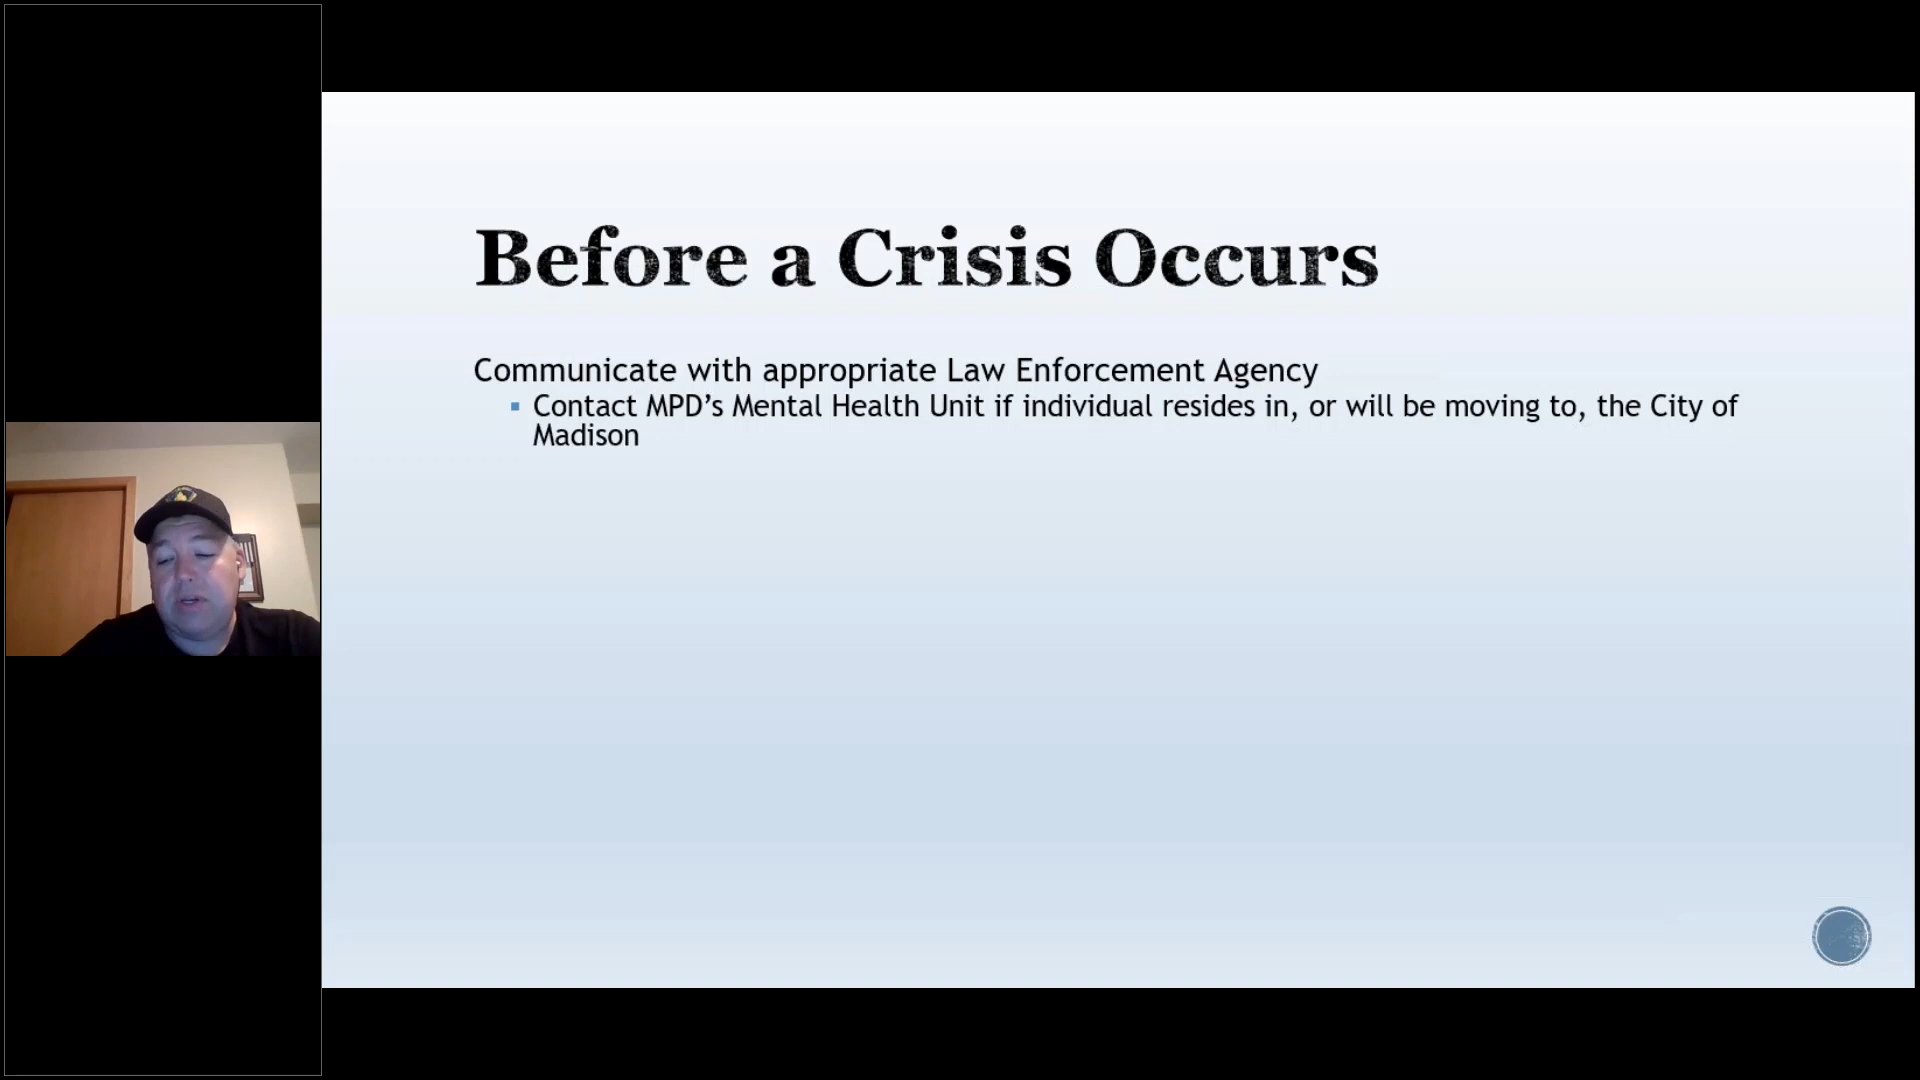 Before a Crisis Occurs
Communicate with appropriate Law Enforcement Agency
Contact MPD’s Mental Health Unit if individual resides in, or will be moving to, the City of
Madison